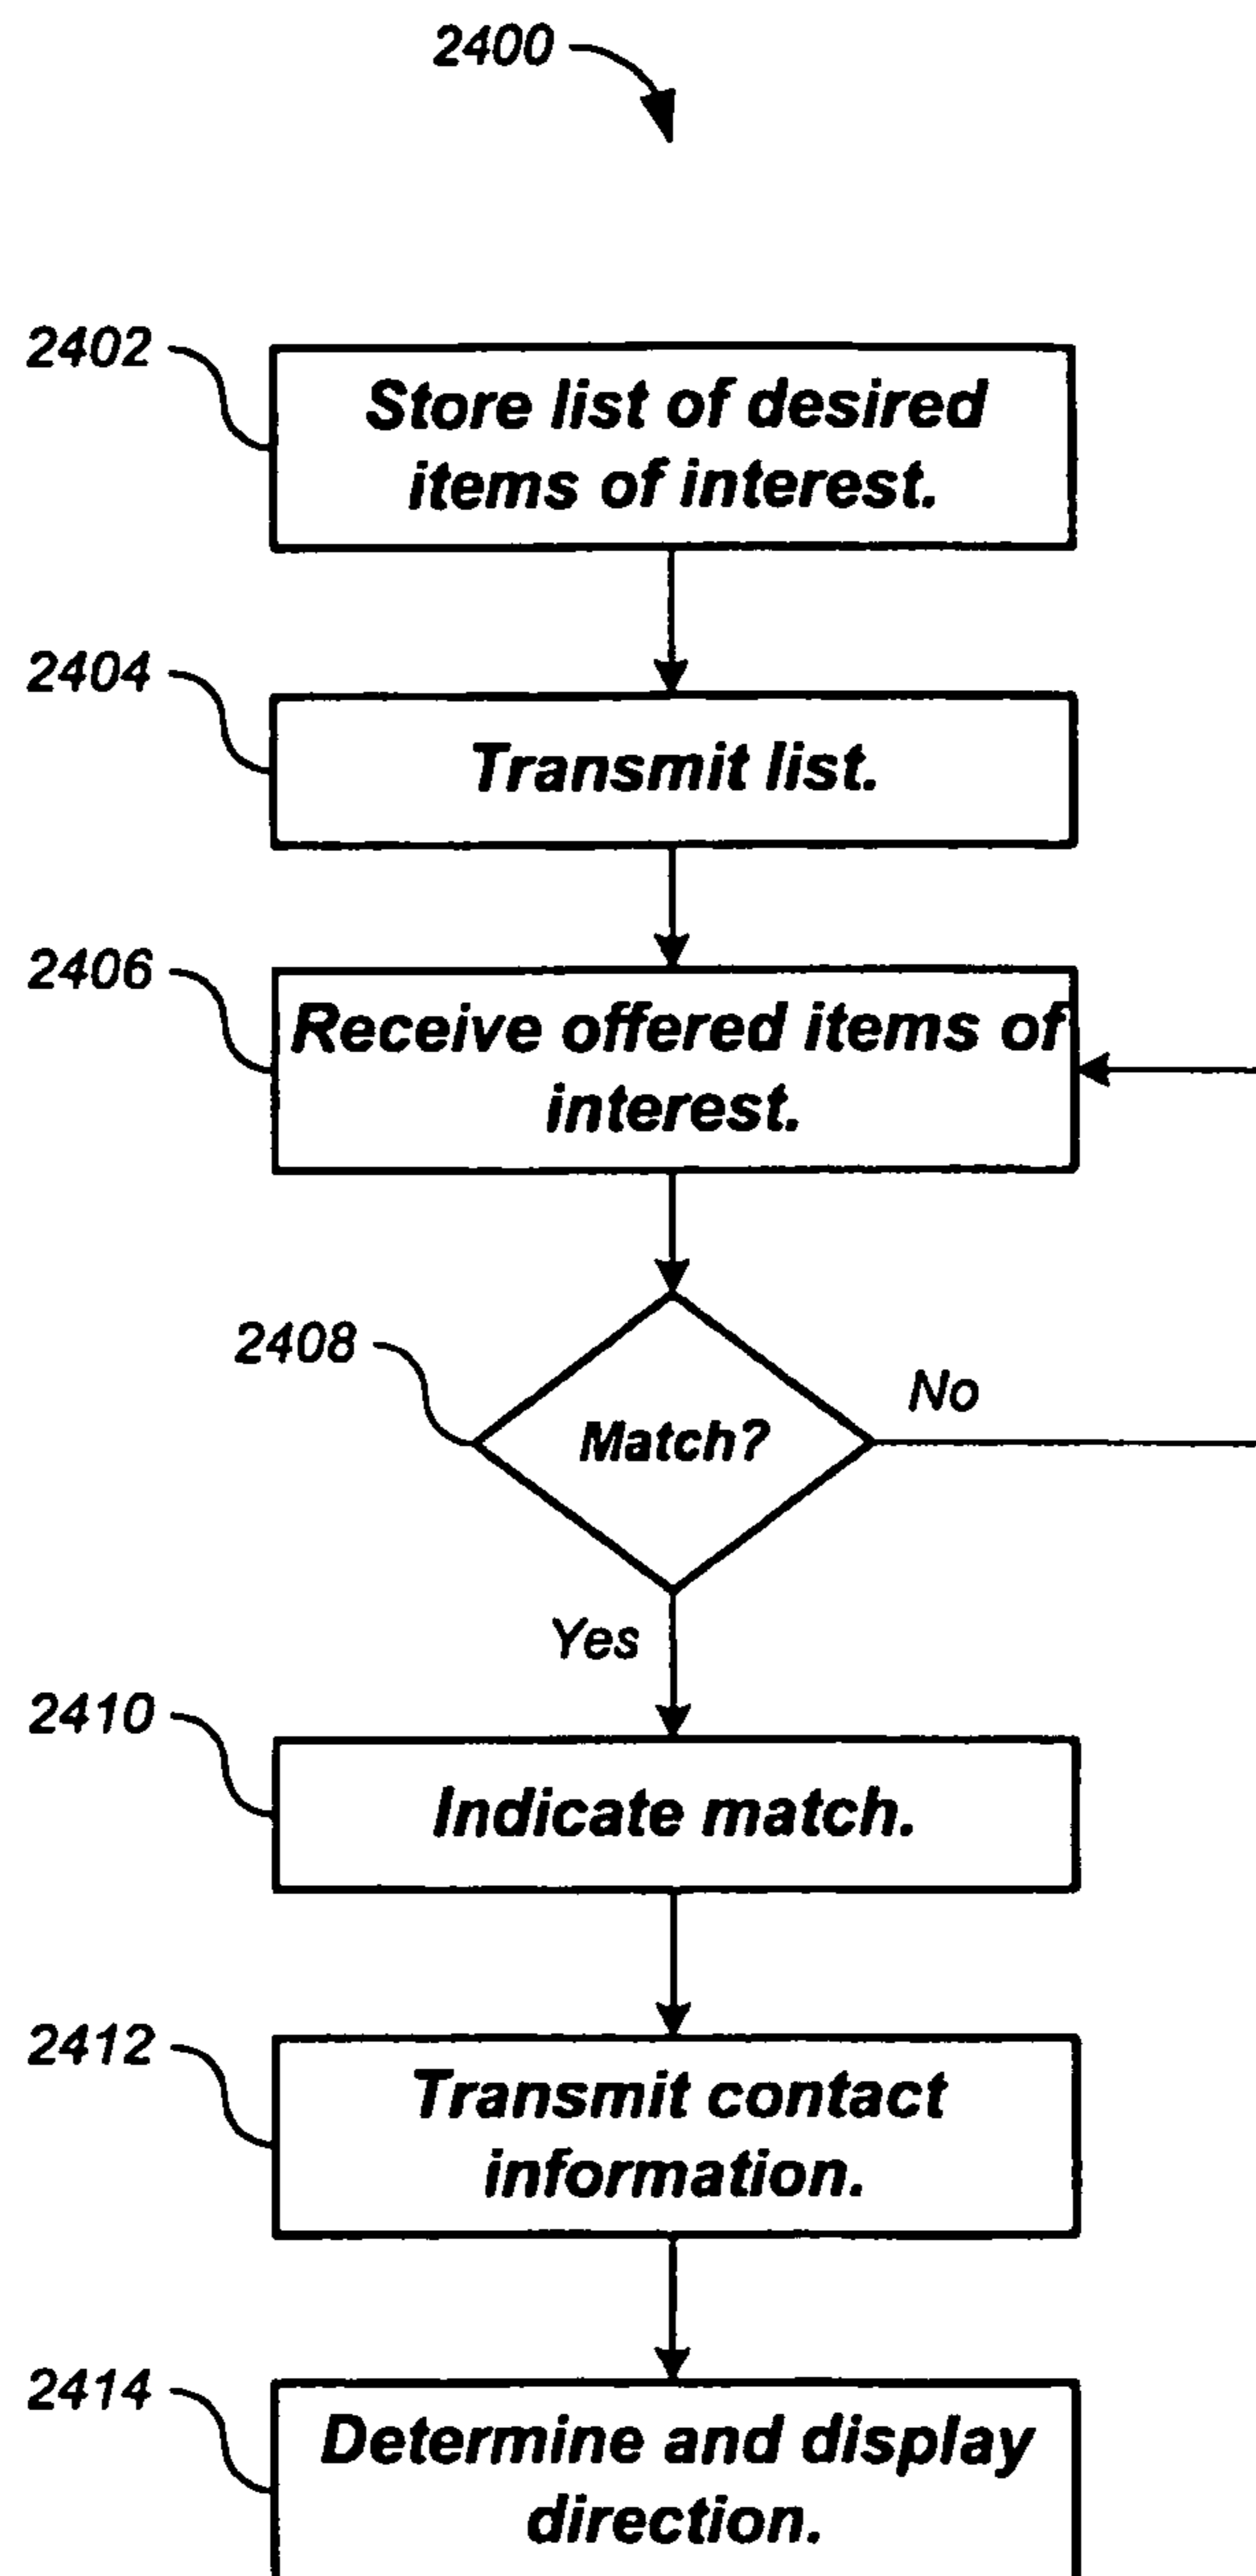 2400
2402
Store list of desired
items of interest.
2404
Transmit list.
2406
Receive offered items of
interest.
2408
Match?
No
Yes
2410
Indicate match.
2412
Transmit contact
information.
2414
Determine and display
direction.